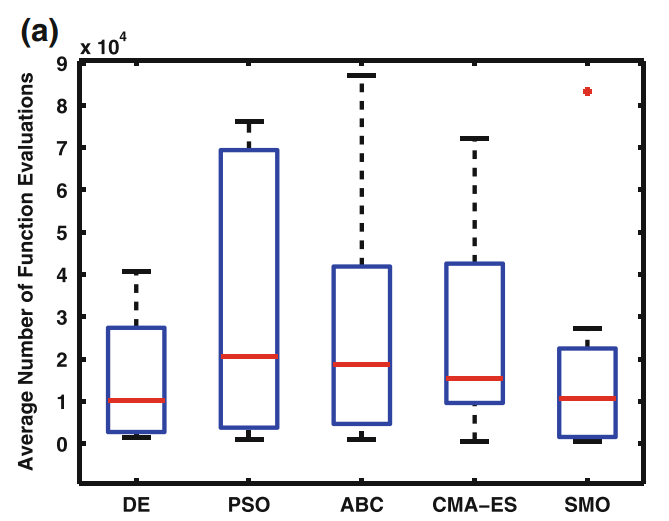 (a)
x 10^4
Average Number of Function Evaluations
9
8
7
6
5
4
3
2
1
0
DE PSO ABC CMA-ES SMO